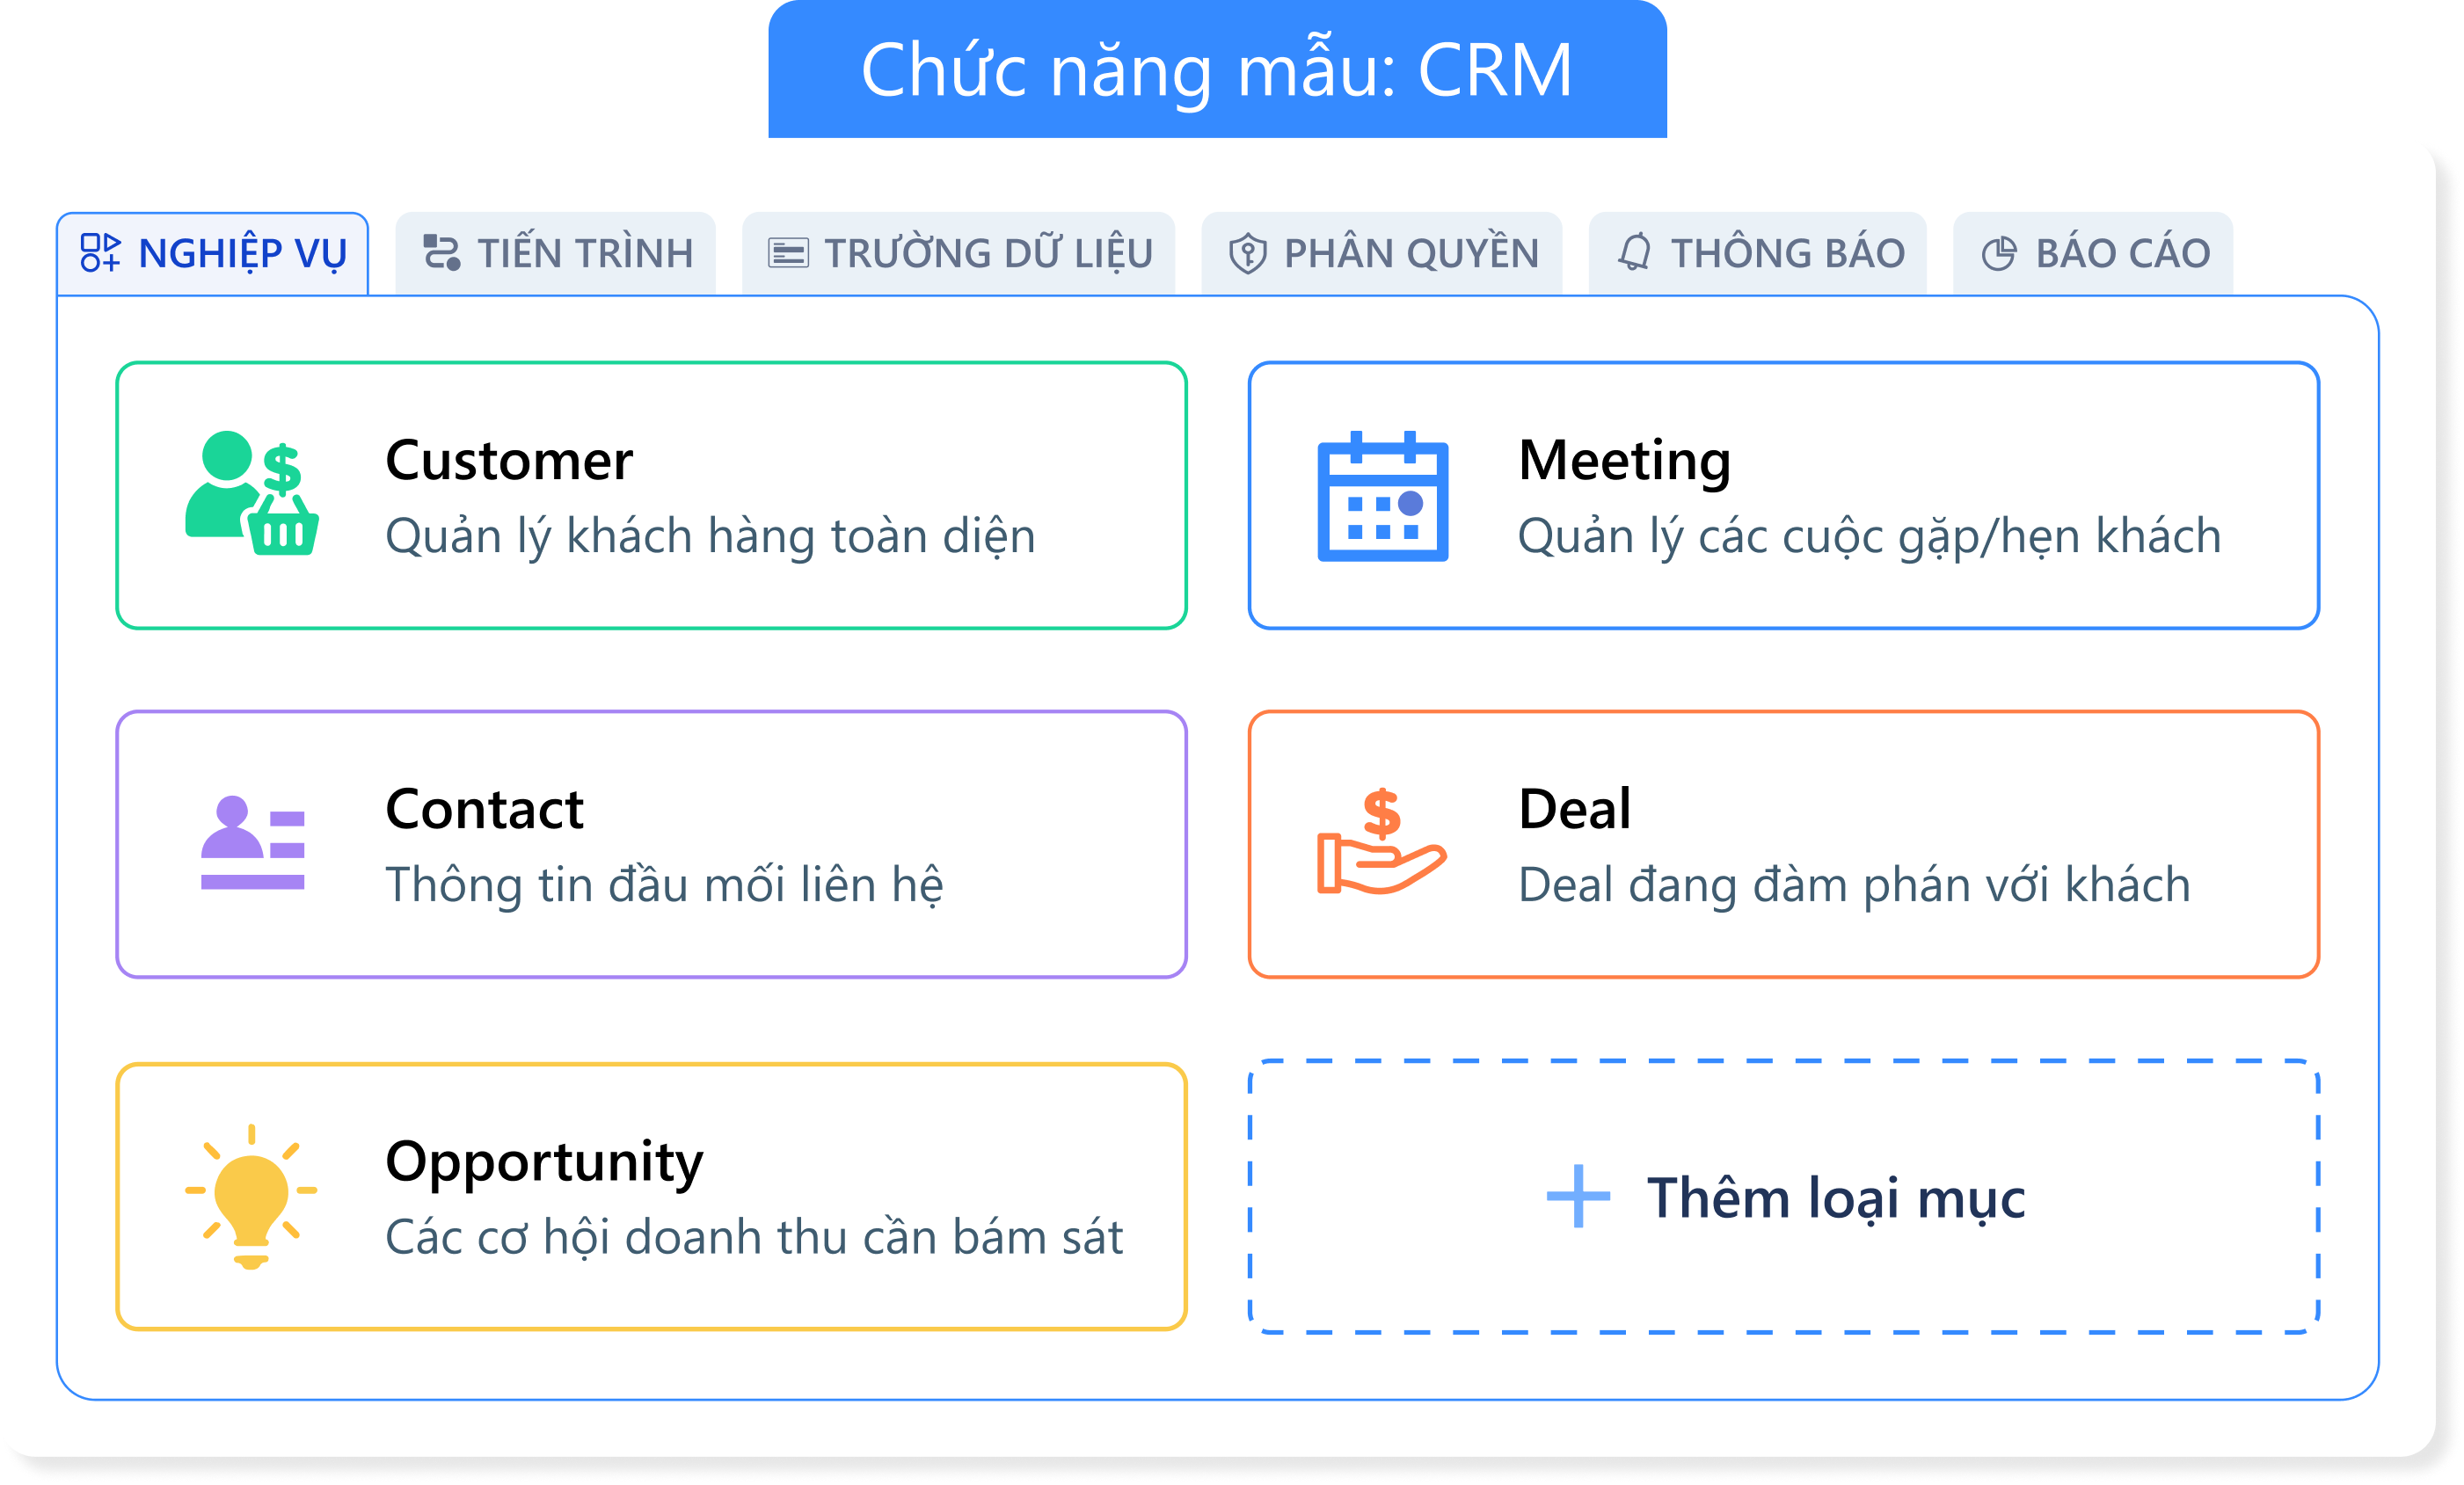 Chức năng mẫu: CRM
NGHIỆP VỤ
TIẾN TRÌNH
TRƯỜNG DỮ LIỆU
PHÂN QUYỀN
THÔNG BÁO
BÁO CÁO
Customer
Quản lý khách hàng toàn diện
Meeting
Quản lý các cuộc gặp/hẹn khách
Contact
Thông tin đầu mối liên hệ
Deal
Deal đang đàm phán với khách
Opportunity
Các cơ hội doanh thu cần bám sát
Thêm loại mục